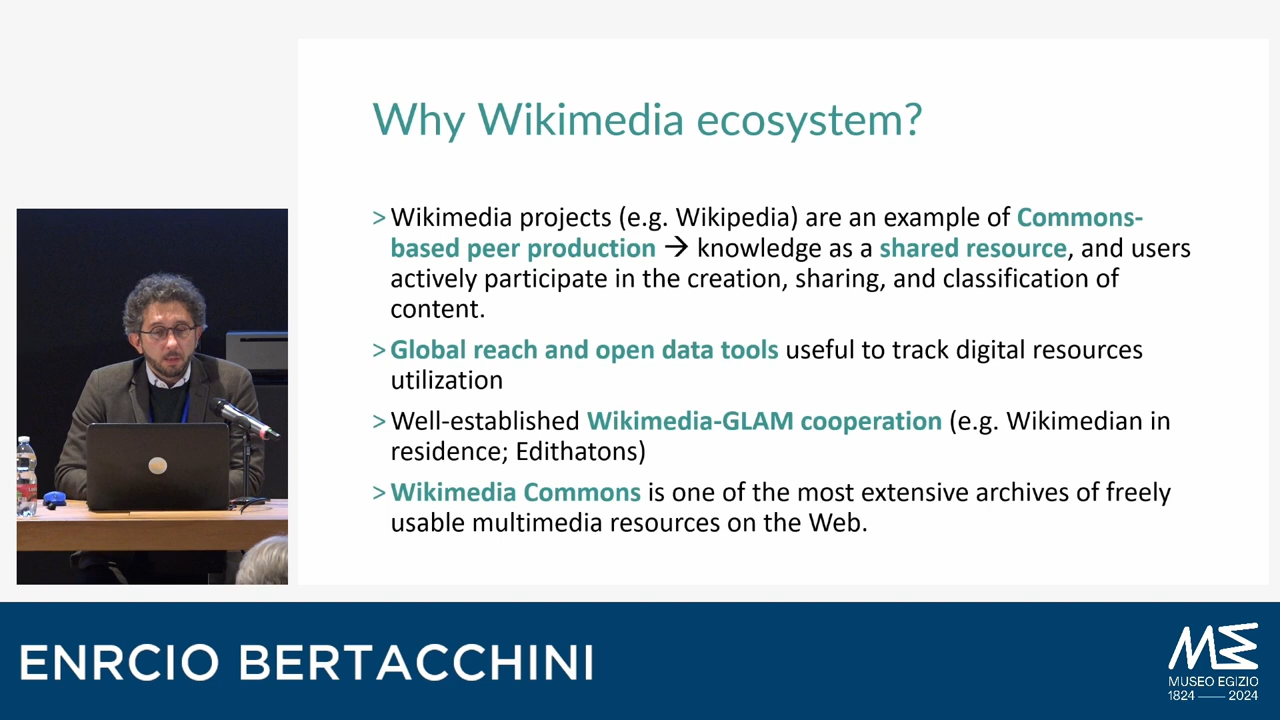 Why Wikimedia ecosystem?
> Wikimedia projects (e.g. Wikipedia) are an example of Commons-
based peer production → knowledge as a shared resource, and users
actively participate in the creation, sharing, and classification of
content.
> Global reach and open data tools useful to track digital resources
utilization
> Well-established Wikimedia-GLAM cooperation (e.g. Wikimedian in
residence; Edithatons)
> Wikimedia Commons is one of the most extensive archives of freely
usable multimedia resources on the Web.
ENRCIO BERTACCHINI
ME
MUSEO EGIZIO
1824 — 2024